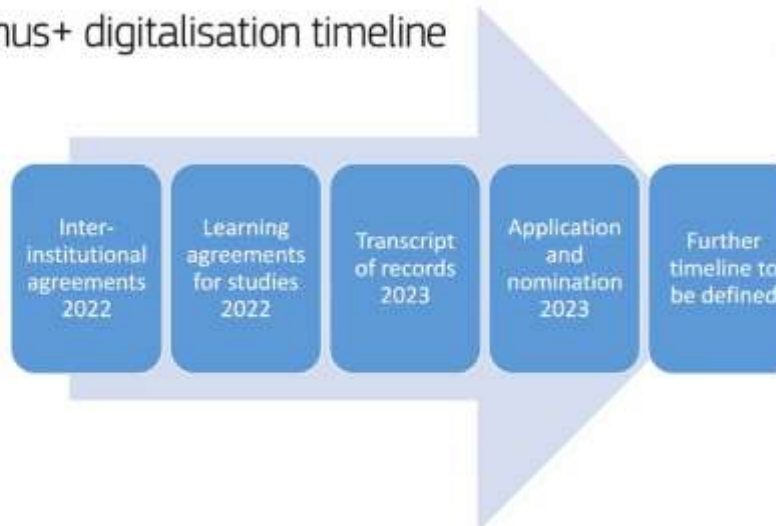 nus+ digitalisation timeline
Inter-
institutional
agreements
2022
Learning
agreements
for studies
2022
Transcript
of records
2023
Application
and
nomination
2023
Further
timeline to
be defined